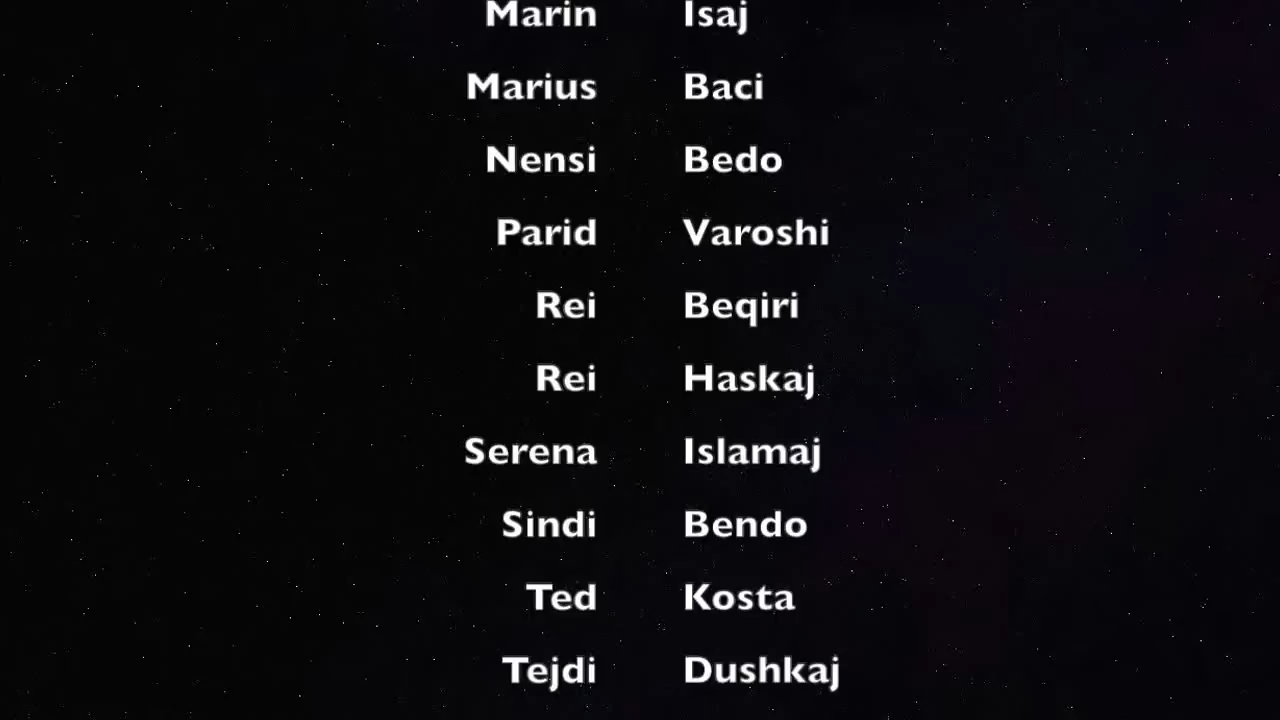 Marin Isaj
Marius Baci
Nensi Bedo
Parid Varoshi
Rei Beqiri
Rei Haskaj
Serena Islamaj
Sindi Bendo
Ted Kosta
Tejdi Dushkaj